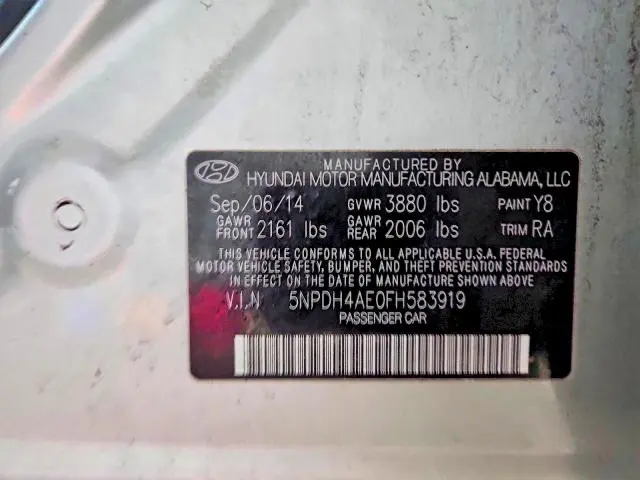 MANUFACTURED BY
HYUNDAI MOTOR MANUFACTURING ALABAMA, LLC
Sep/06/14 GVWR 3880 lbs PAINT Y8
GAWR FRONT 2161 lbs GAWR REAR 2006 lbs TRIM RA
THIS VEHICLE CONFORMS TO ALL APPLICABLE U.S.A. FEDERAL
MOTOR VEHICLE SAFETY, BUMPER, AND THEFT PREVENTION
STANDARDS IN EFFECT ON THE DATE OF MANUFACTURE SHOWN ABOVE
V.I.N 5NPDH4AE0FH583919
PASSENGER CAR